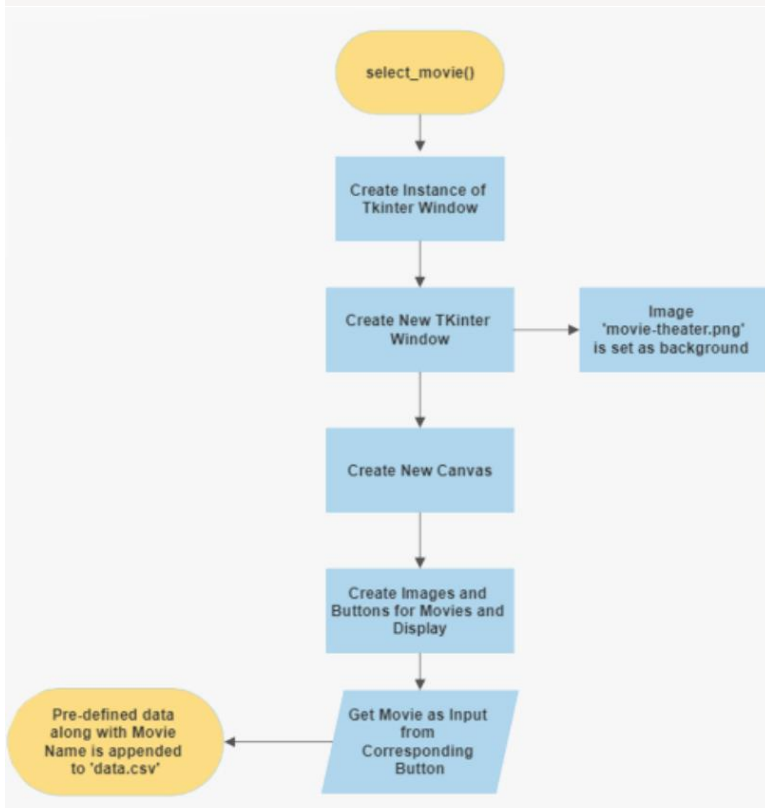 select_movie()
Create Instance of
Tkinter Window
Create New TKinter
Window
Image
'movie-theater.png'
is set as background
Create New Canvas
Create Images and
Buttons for Movies and
Display
Get Movie as Input
from
Corresponding
Button
Pre-defined data
along with Movie
Name is appended
to 'data.csv'